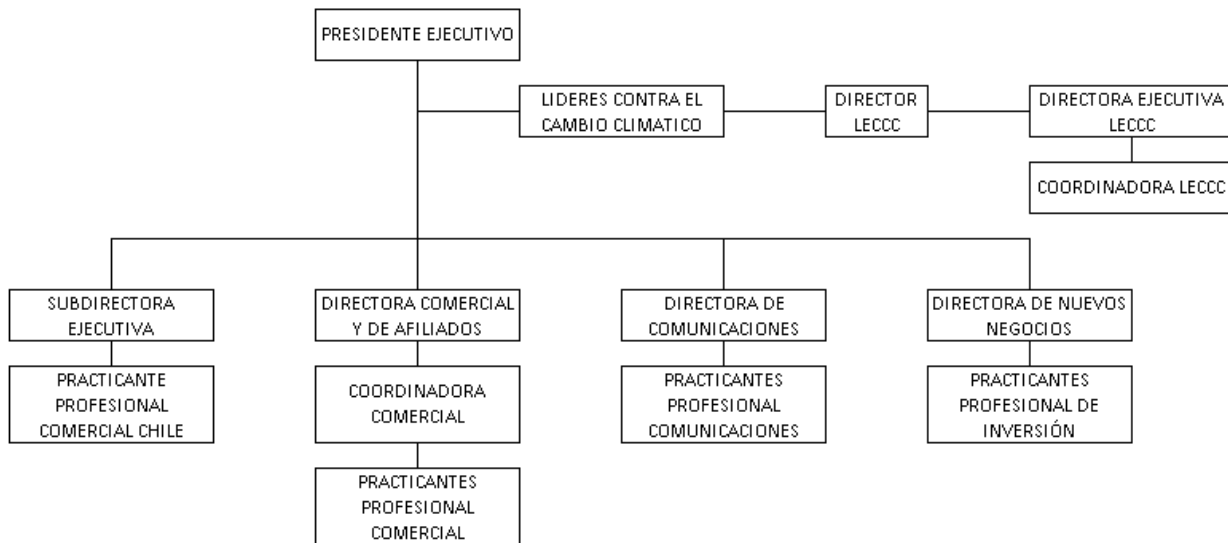 PRESIDENTE EJECUTIVO
LIDERES CONTRA EL
CAMBIO CLIMATICO
DIRECTOR
LECCC
DIRECTORA EJECUTIVA
LECCC
COORDINADORA LECCC
SUBDIRECTORA
EJECUTIVA
DIRECTORA COMERCIAL
Y DE AFILIADOS
DIRECTORA DE
COMUNICACIONES
DIRECTORA DE NUEVOS
NEGOCIOS
PRACTICANTE
PROFESIONAL
COMERCIAL CHILE
COORDINADORA
COMERCIAL
PRACTICANTES
PROFESIONAL
COMUNICACIONES
PRACTICANTES
PROFESIONAL DE
INVERSIÓN
PRACTICANTES
PROFESIONAL
COMERCIAL